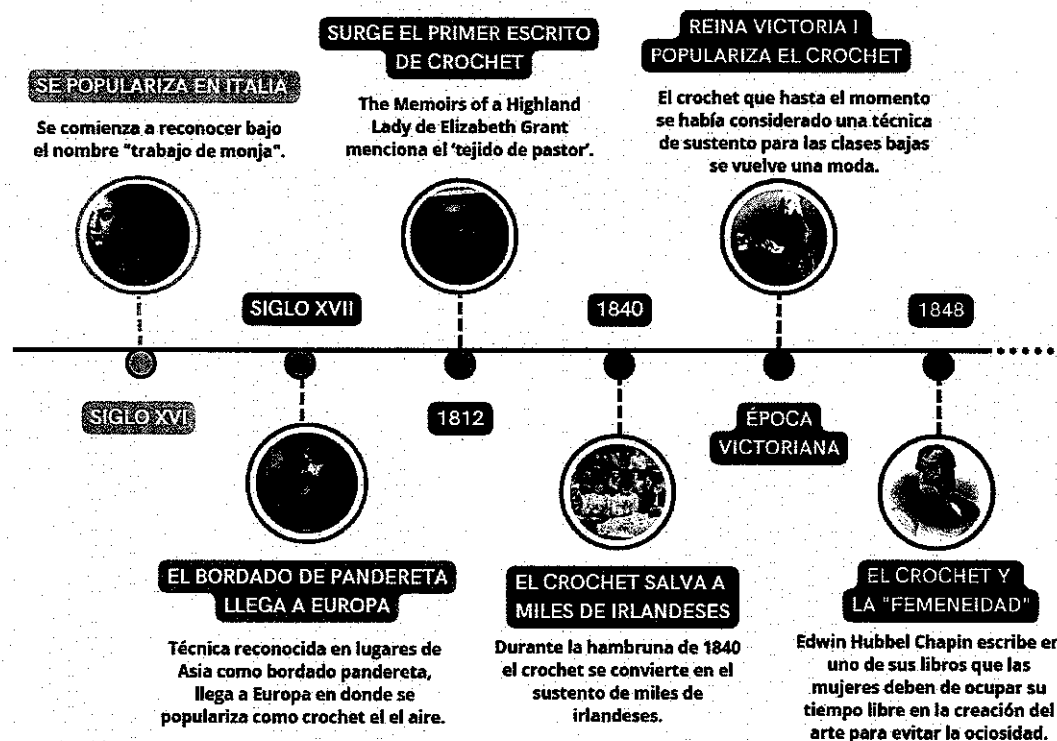 SE POPULARIZA EN ITALIA
Se comienza a reconocer bajo
el nombre "trabajo de monja".
SIGLO XVI
SIGLO XVII
EL BORDADO DE PANDERETA
LLEGA A EUROPA
Técnica reconocida en lugares de
Asia como bordado pandereta,
llega a Europa en donde se
populariza como crochet el el aire.
SURGE EL PRIMER ESCRITO
DE CROCHET
The Memoirs of a Highland
Lady de Elizabeth Grant
menciona el 'tejido de pastor'.
1812
1840
EL CROCHET SALVA A
MILES DE IRLANDESES
Durante la hambruna de 1840
el crochet se convierte en el
sustento de miles de
irlandeses.
REINA VICTORIA I
POPULARIZA EL CROCHET
El crochet que hasta el momento
se había considerado una técnica
de sustento para las clases bajas
se vuelve una moda.
ÉPOCA
VICTORIANA
1848
EL CROCHET Y
LA "FEMENEIDAD"
Edwin Hubbel Chapin escribe en
uno de sus libros que las
mujeres deben de ocupar su
tiempo libre en la creación del
arte para evitar la ociosidad.